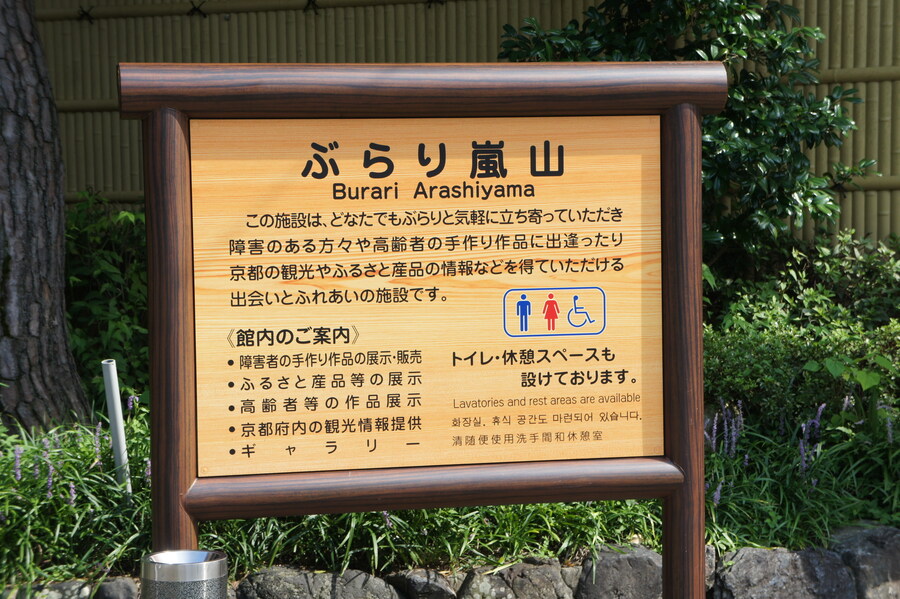 ぶらり嵐山
Burari Arashiyama
この施設は、どなたでもぶらりと気軽に立ち寄っていただき
障害のある方々や高齢者の手作り作品に出逢ったり
京都の観光やふるさと産品の情報などを得ていただける
出会いとふれあいの施設です。
《館内のご案内》
・障害者の手作り作品の展示・販売
・ふるさと産品等の展示
・高齢者等の作品展示
・京都府内の観光情報提供
・ギャラリー
トイレ・休憩スペースも
設けております。
Lavatories and rest areas are available
화장실. 휴식 공간도 마련되어 있습니다.
清随便使用洗手間和休憩室